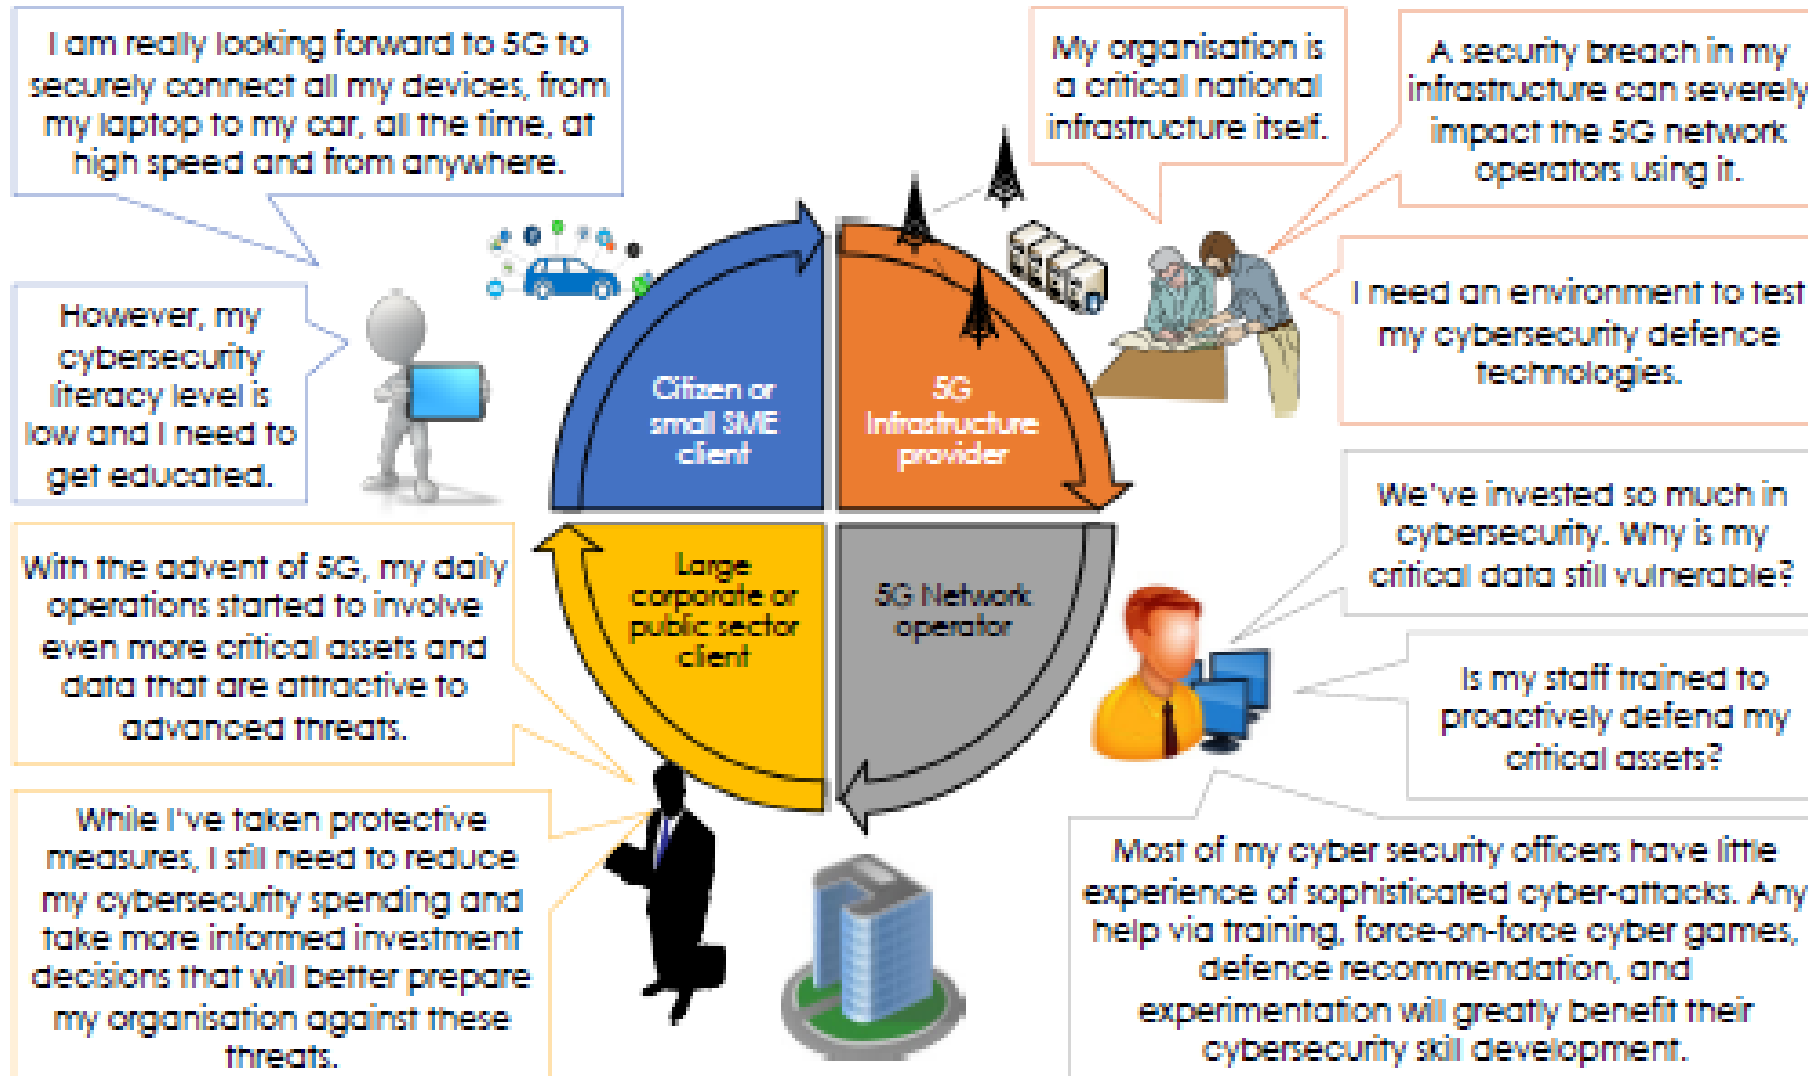 I am really looking forward to 5G to
securely connect all my devices, from
my laptop to my car, all the time, at
high speed and from anywhere.
However, my
cybersecurity
literacy level is
low and I need to
get educated.
My organisation is
a critical national
infrastructure itself.
A security breach in my
infrastructure can severely
impact the 5G network
operators using it.
I need an environment to test
my cybersecurity defence
technologies.
Citizen or
small SME
client
5G
Infrastructure
provider
Large
corporate or
public sector
client
5G Network
operator
With the advent of 5G, my daily
operations started to involve
even more critical assets and
data that are attractive to
advanced threats.
While I've taken protective
measures, I still need to reduce
my cybersecurity spending and
take more informed investment
decisions that will better prepare
my organisation against these
threats.
We've invested so much in
cybersecurity. Why is my
critical data still vulnerable?
Is my staff trained to
proactively defend my
critical assets?
Most of my cyber security officers have little
experience of sophisticated cyber-attacks. Any
help via training, force-on-force cyber games,
defence recommendation, and
experimentation will greatly benefit their
cybersecurity skill development.